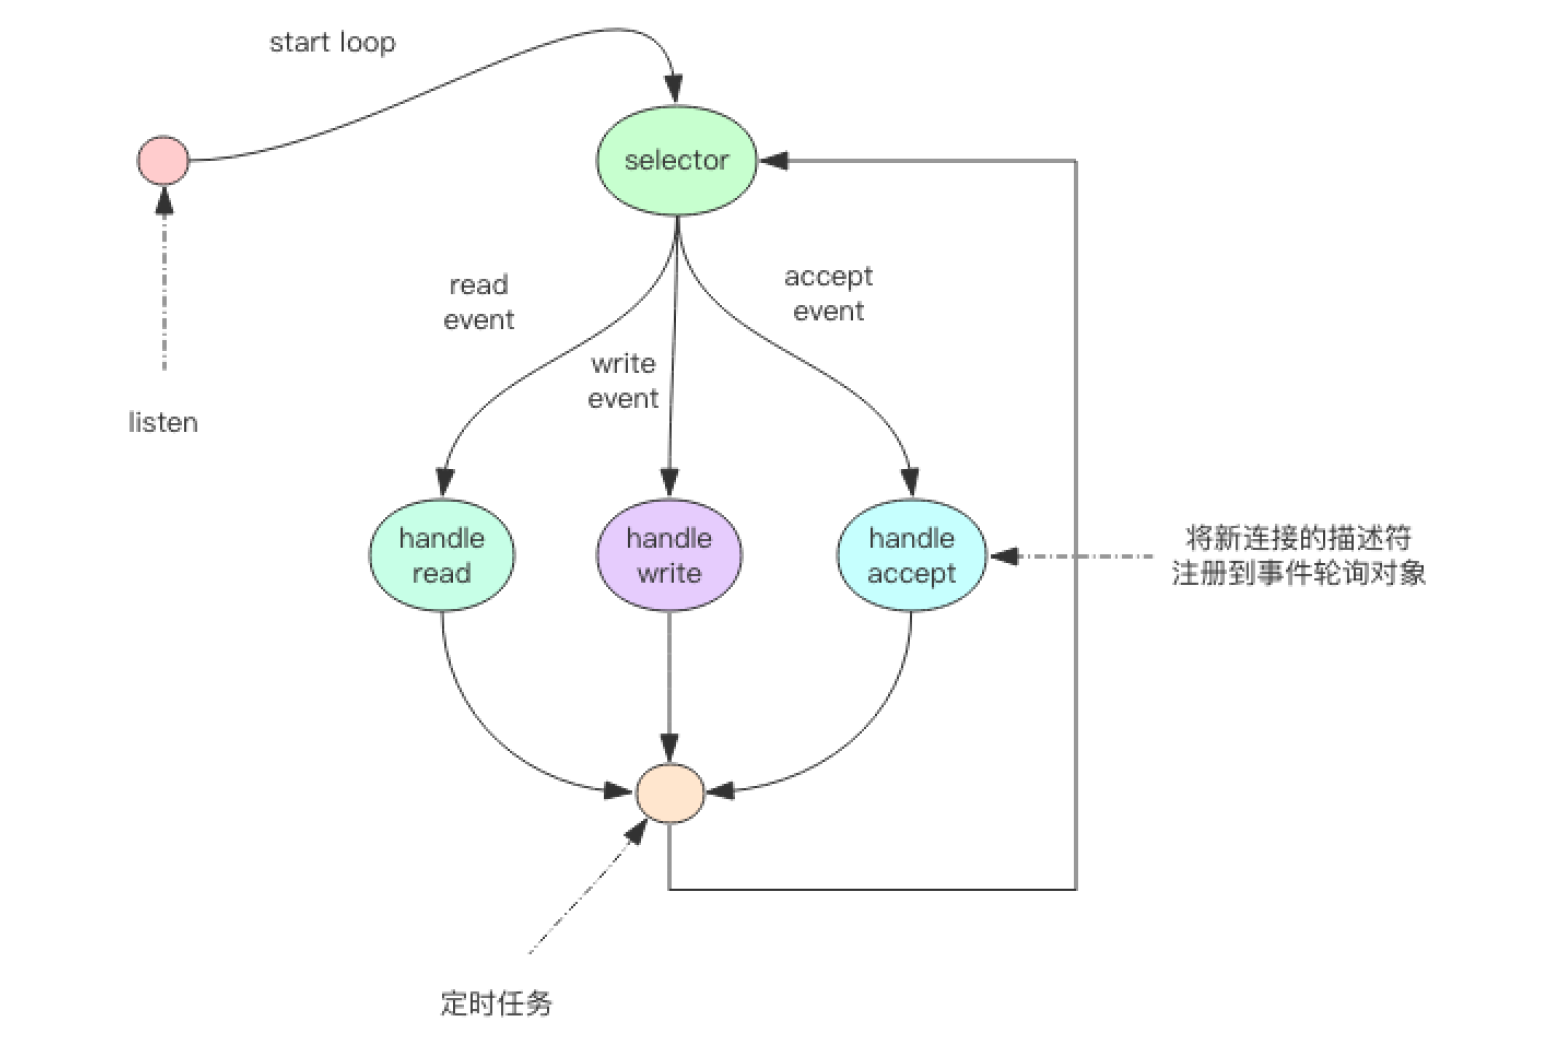 start loop
selector
read
event
accept
event
write
event
listen
handle
read
handle
write
handle
accept
将新连接的描述符
注册到事件轮询对象
定时任务